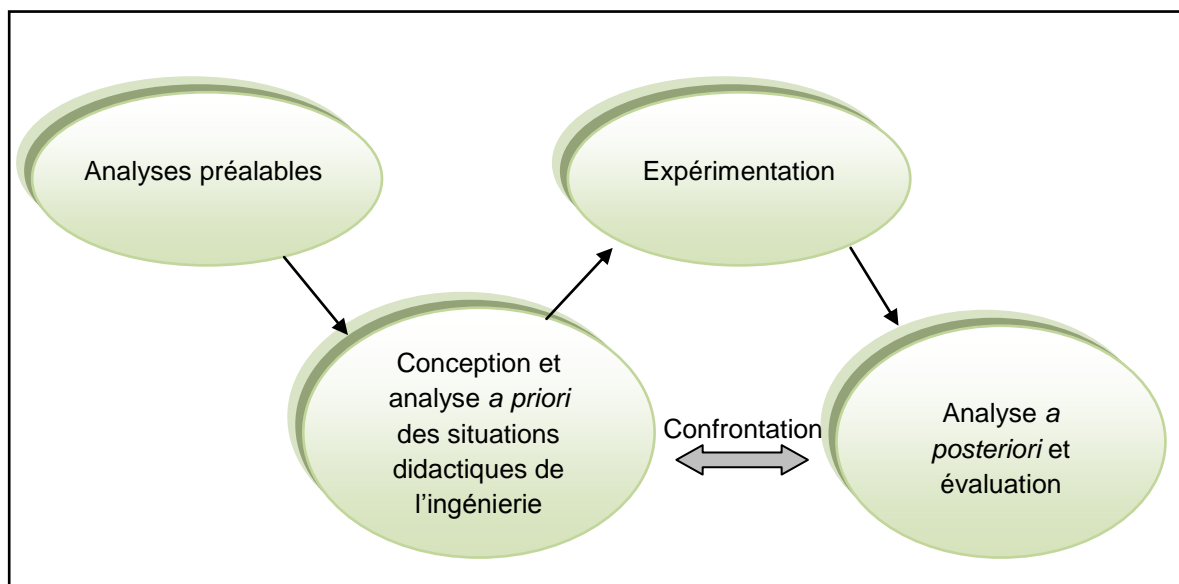 Analyses préalables
Expérimentation
Conception et
analyse a priori
des situations
didactiques de
l’ingénierie
Confrontation
Analyse a
posteriori et
évaluation